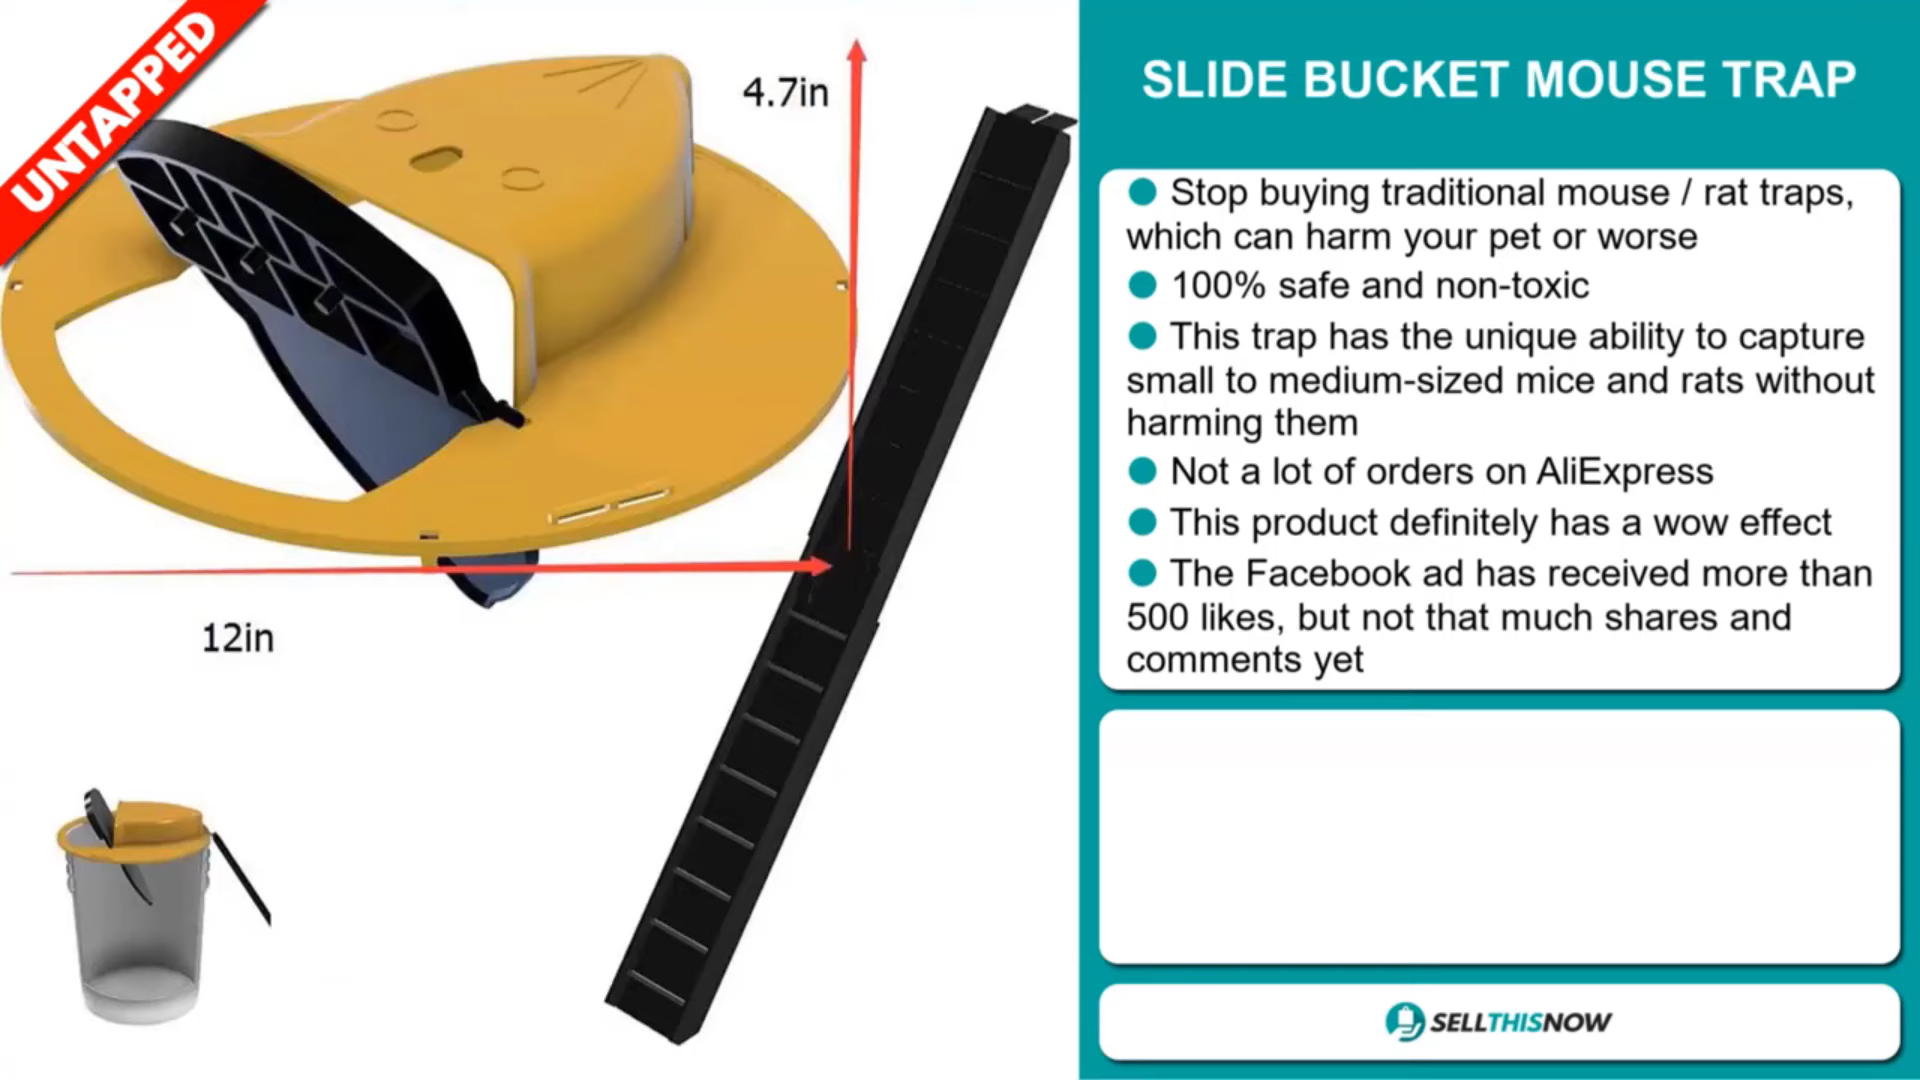 UNTAPPED
4.7in
12in
SLIDE BUCKET MOUSE TRAP
● Stop buying traditional mouse / rat traps,
which can harm your pet or worse
● 100% safe and non-toxic
● This trap has the unique ability to capture
small to medium-sized mice and rats without
harming them
● Not a lot of orders on AliExpress
● This product definitely has a wow effect
● The Facebook ad has received more than
500 likes, but not that much shares and
comments yet
SELLTHISNOW